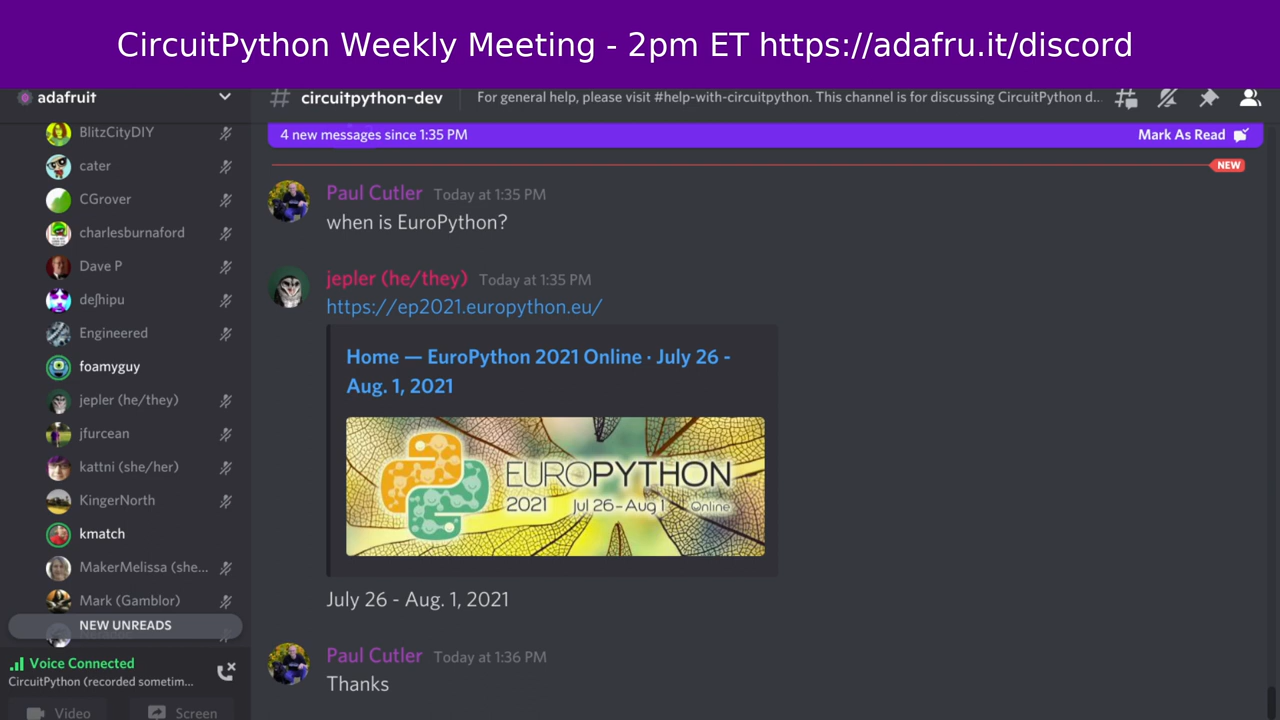 CircuitPython Weekly Meeting - 2pm ET https://adafru.it/discord
adafruit
circuitpython-dev
For general help, please visit #help-with-circuitpython. This channel is for discussing CircuitPython d...
BlitzCityDIY
cater
CGrover
charlesburnaford
Dave P
deʃhipu
Engineered
foamyguy
jepler (he/they)
jfurcean
kattni (she/her)
KingerNorth
kmatch
MakerMelissa (she...
Mark (Gamblor)
NEW UNREADS
Voice Connected
CircuitPython (recorded sometim...
Video
Screen
4 new messages since 1:35 PM
Mark As Read
NEW
Paul Cutler Today at 1:35 PM
when is EuroPython?
jepler (he/they) Today at 1:35 PM
https://ep2021.europython.eu/
Home — EuroPython 2021 Online · July 26 -
Aug. 1, 2021
EUROPYTHON
2021 Jul 26-Aug 1 Online
July 26 - Aug. 1, 2021
Paul Cutler Today at 1:36 PM
Thanks